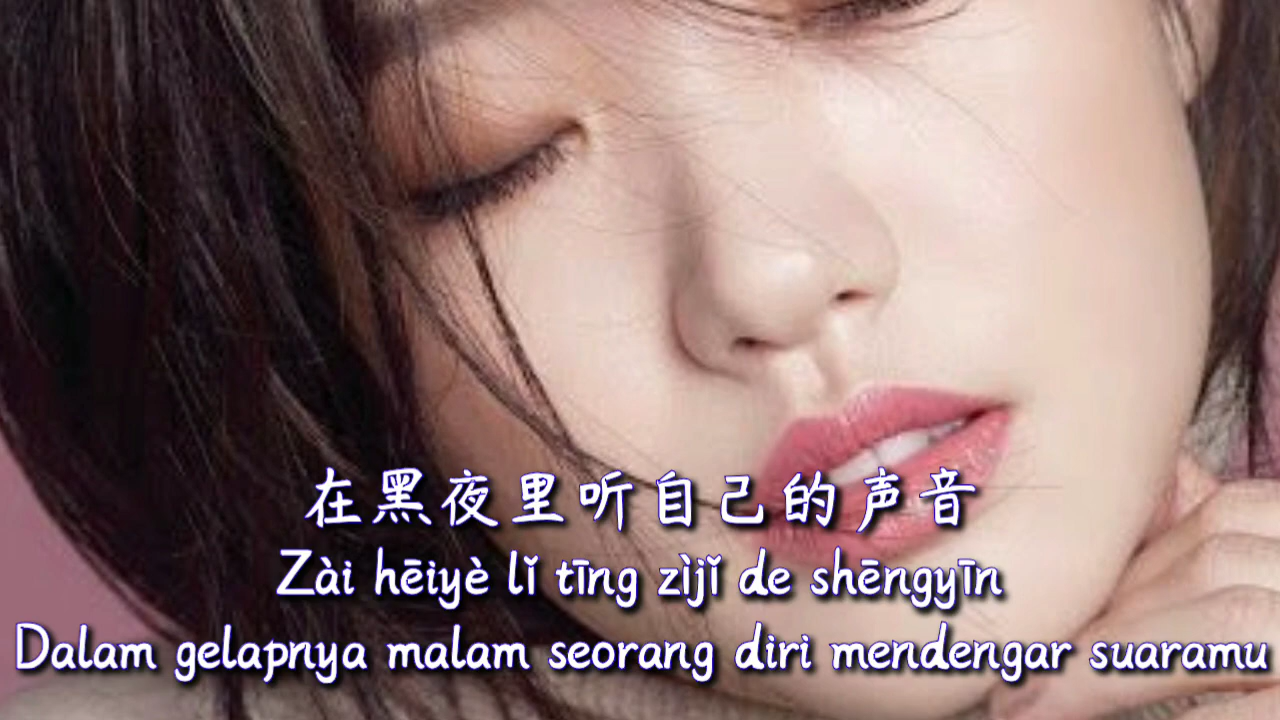 在黑夜里听自己的声音
Zài hēiyè lǐ tīng zìjǐ de shēngyīn
Dalam gelapnya malam seorang diri mendengar suaramu